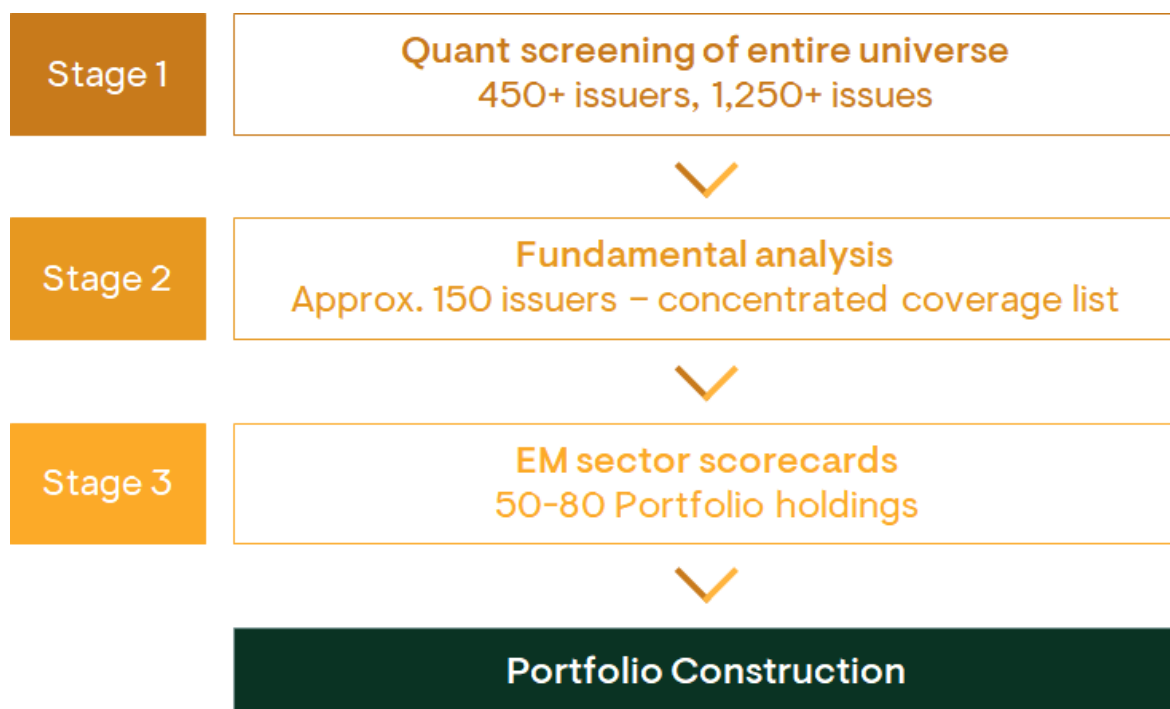 Stage 1
Quant screening of entire universe
450+ issuers, 1,250+ issues
Stage 2
Fundamental analysis
Approx. 150 issuers – concentrated coverage list
Stage 3
EM sector scorecards
50-80 Portfolio holdings
Portfolio Construction